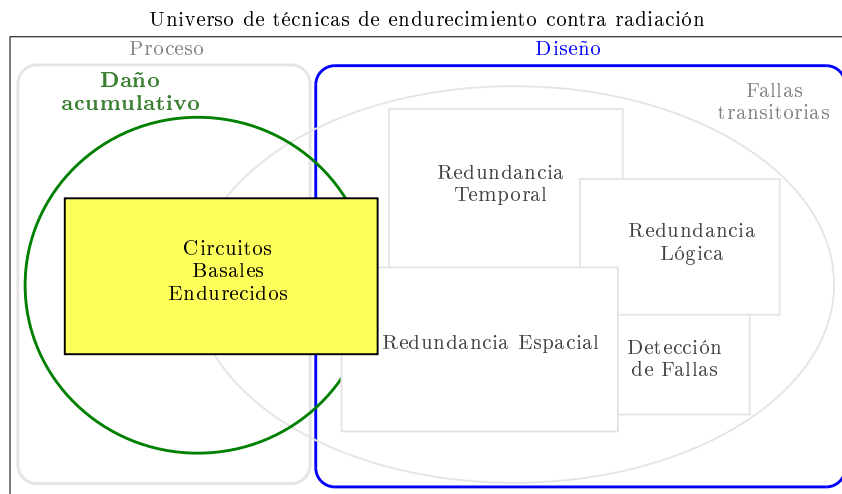 Universo de técnicas de endurecimiento contra radiación
Proceso
Diseño
Daño
acumulativo
Fallas
transitorias
Redundancia
Temporal
Redundancia
Lógica
Circuitos
Basales
Endurecidos
Redundancia Espacial
Detección
de Fallas